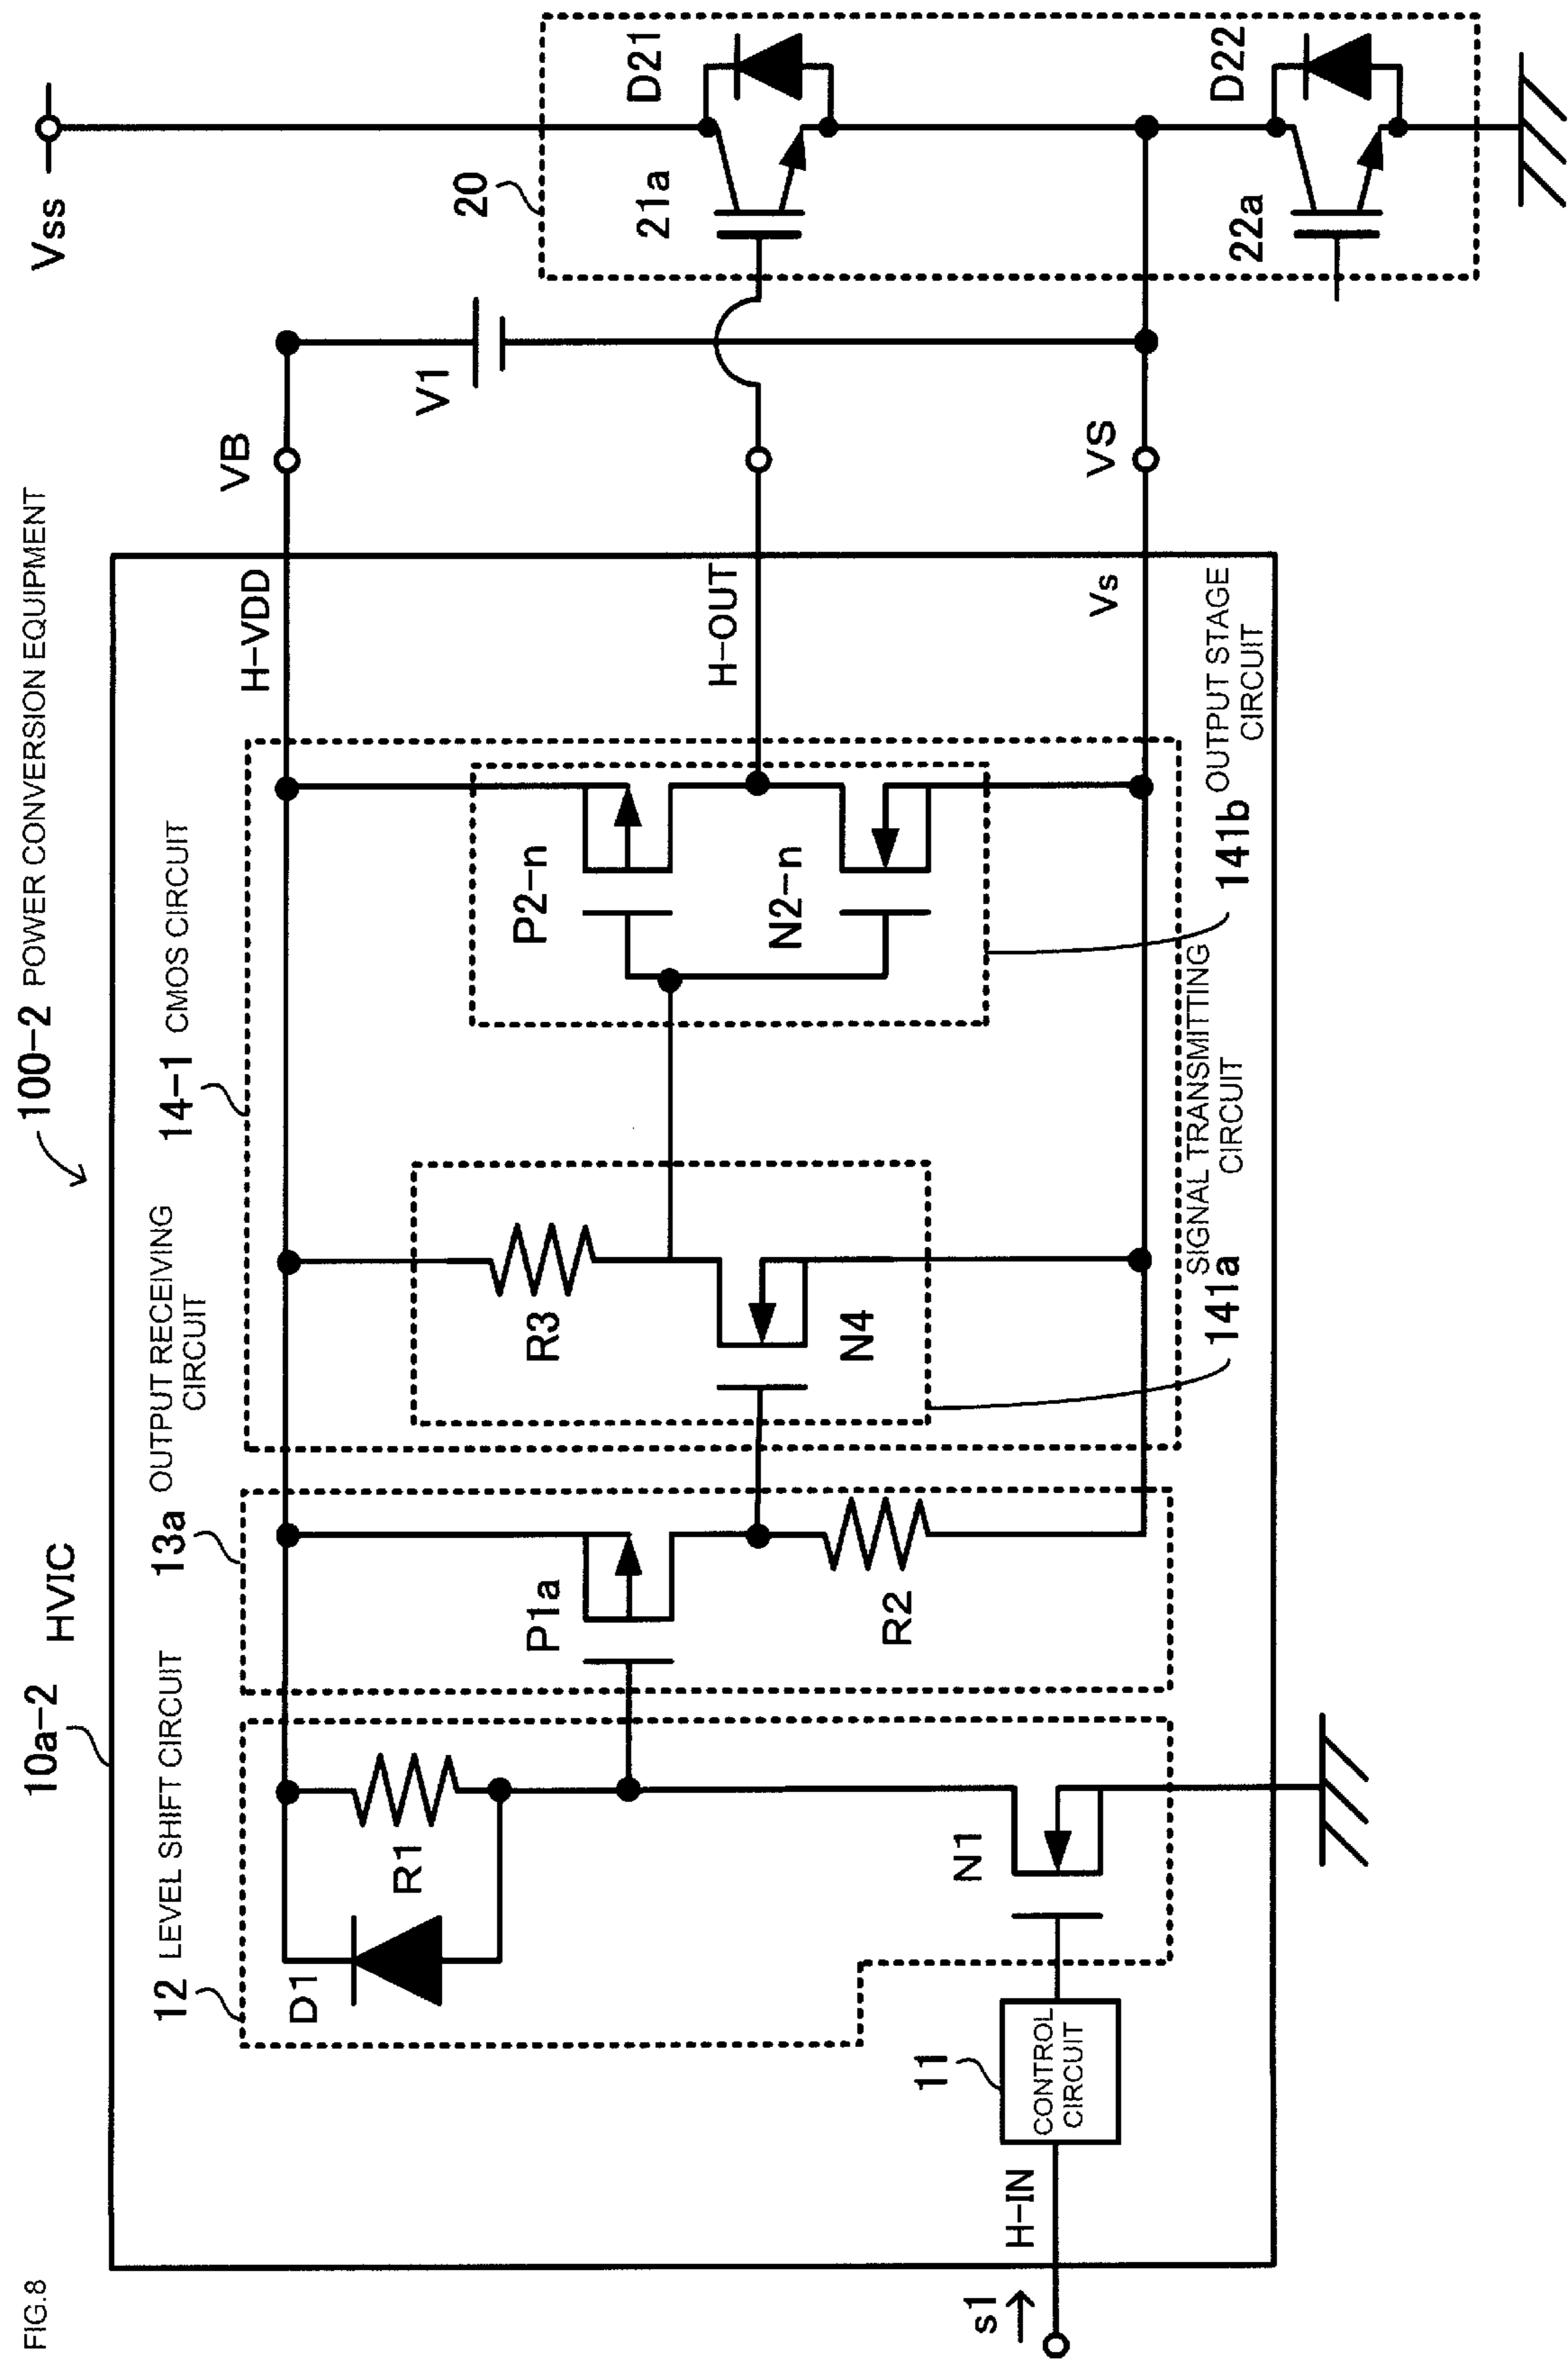 FIG.8
100-2 POWER CONVERSION EQUIPMENT
10a-2 HVIC
12 LEVEL SHIFT CIRCUIT
13a OUTPUT RECEIVING
CIRCUIT
14-1 CMOS CIRCUIT
H-VDD
VB
V1
Vss
D1
R1
P1a
R3
P2-n
H-OUT
20
21a
D21
s1
H-IN
11
CONTROL
CIRCUIT
N1
R2
N4
N2-n
Vs
VS
22a
D22
141a
SIGNAL TRANSMITTING
CIRCUIT
141b
OUTPUT STAGE
CIRCUIT